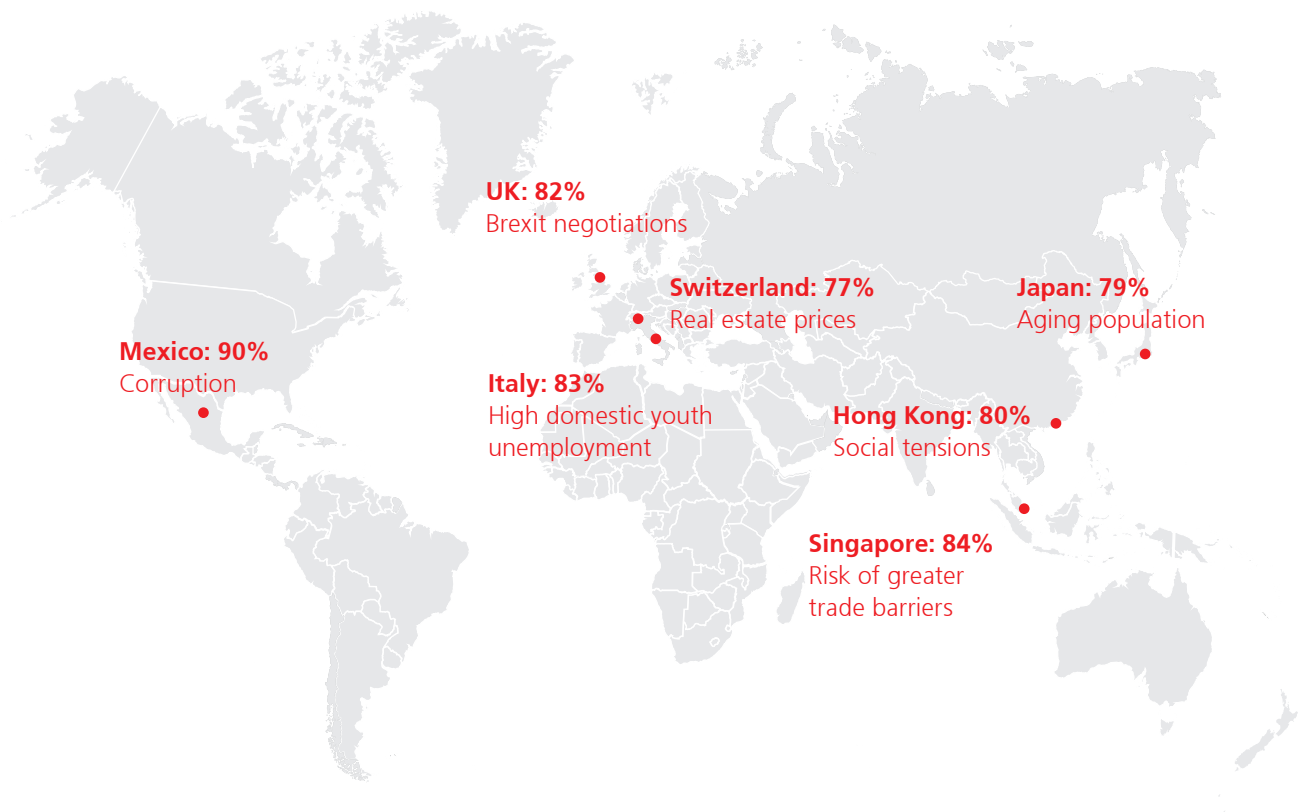 UK: 82%
Brexit negotiations
Switzerland: 77%
Real estate prices
Japan: 79%
Aging population
Mexico: 90%
Corruption
Italy: 83%
High domestic youth
unemployment
Hong Kong: 80%
Social tensions
Singapore: 84%
Risk of greater
trade barriers